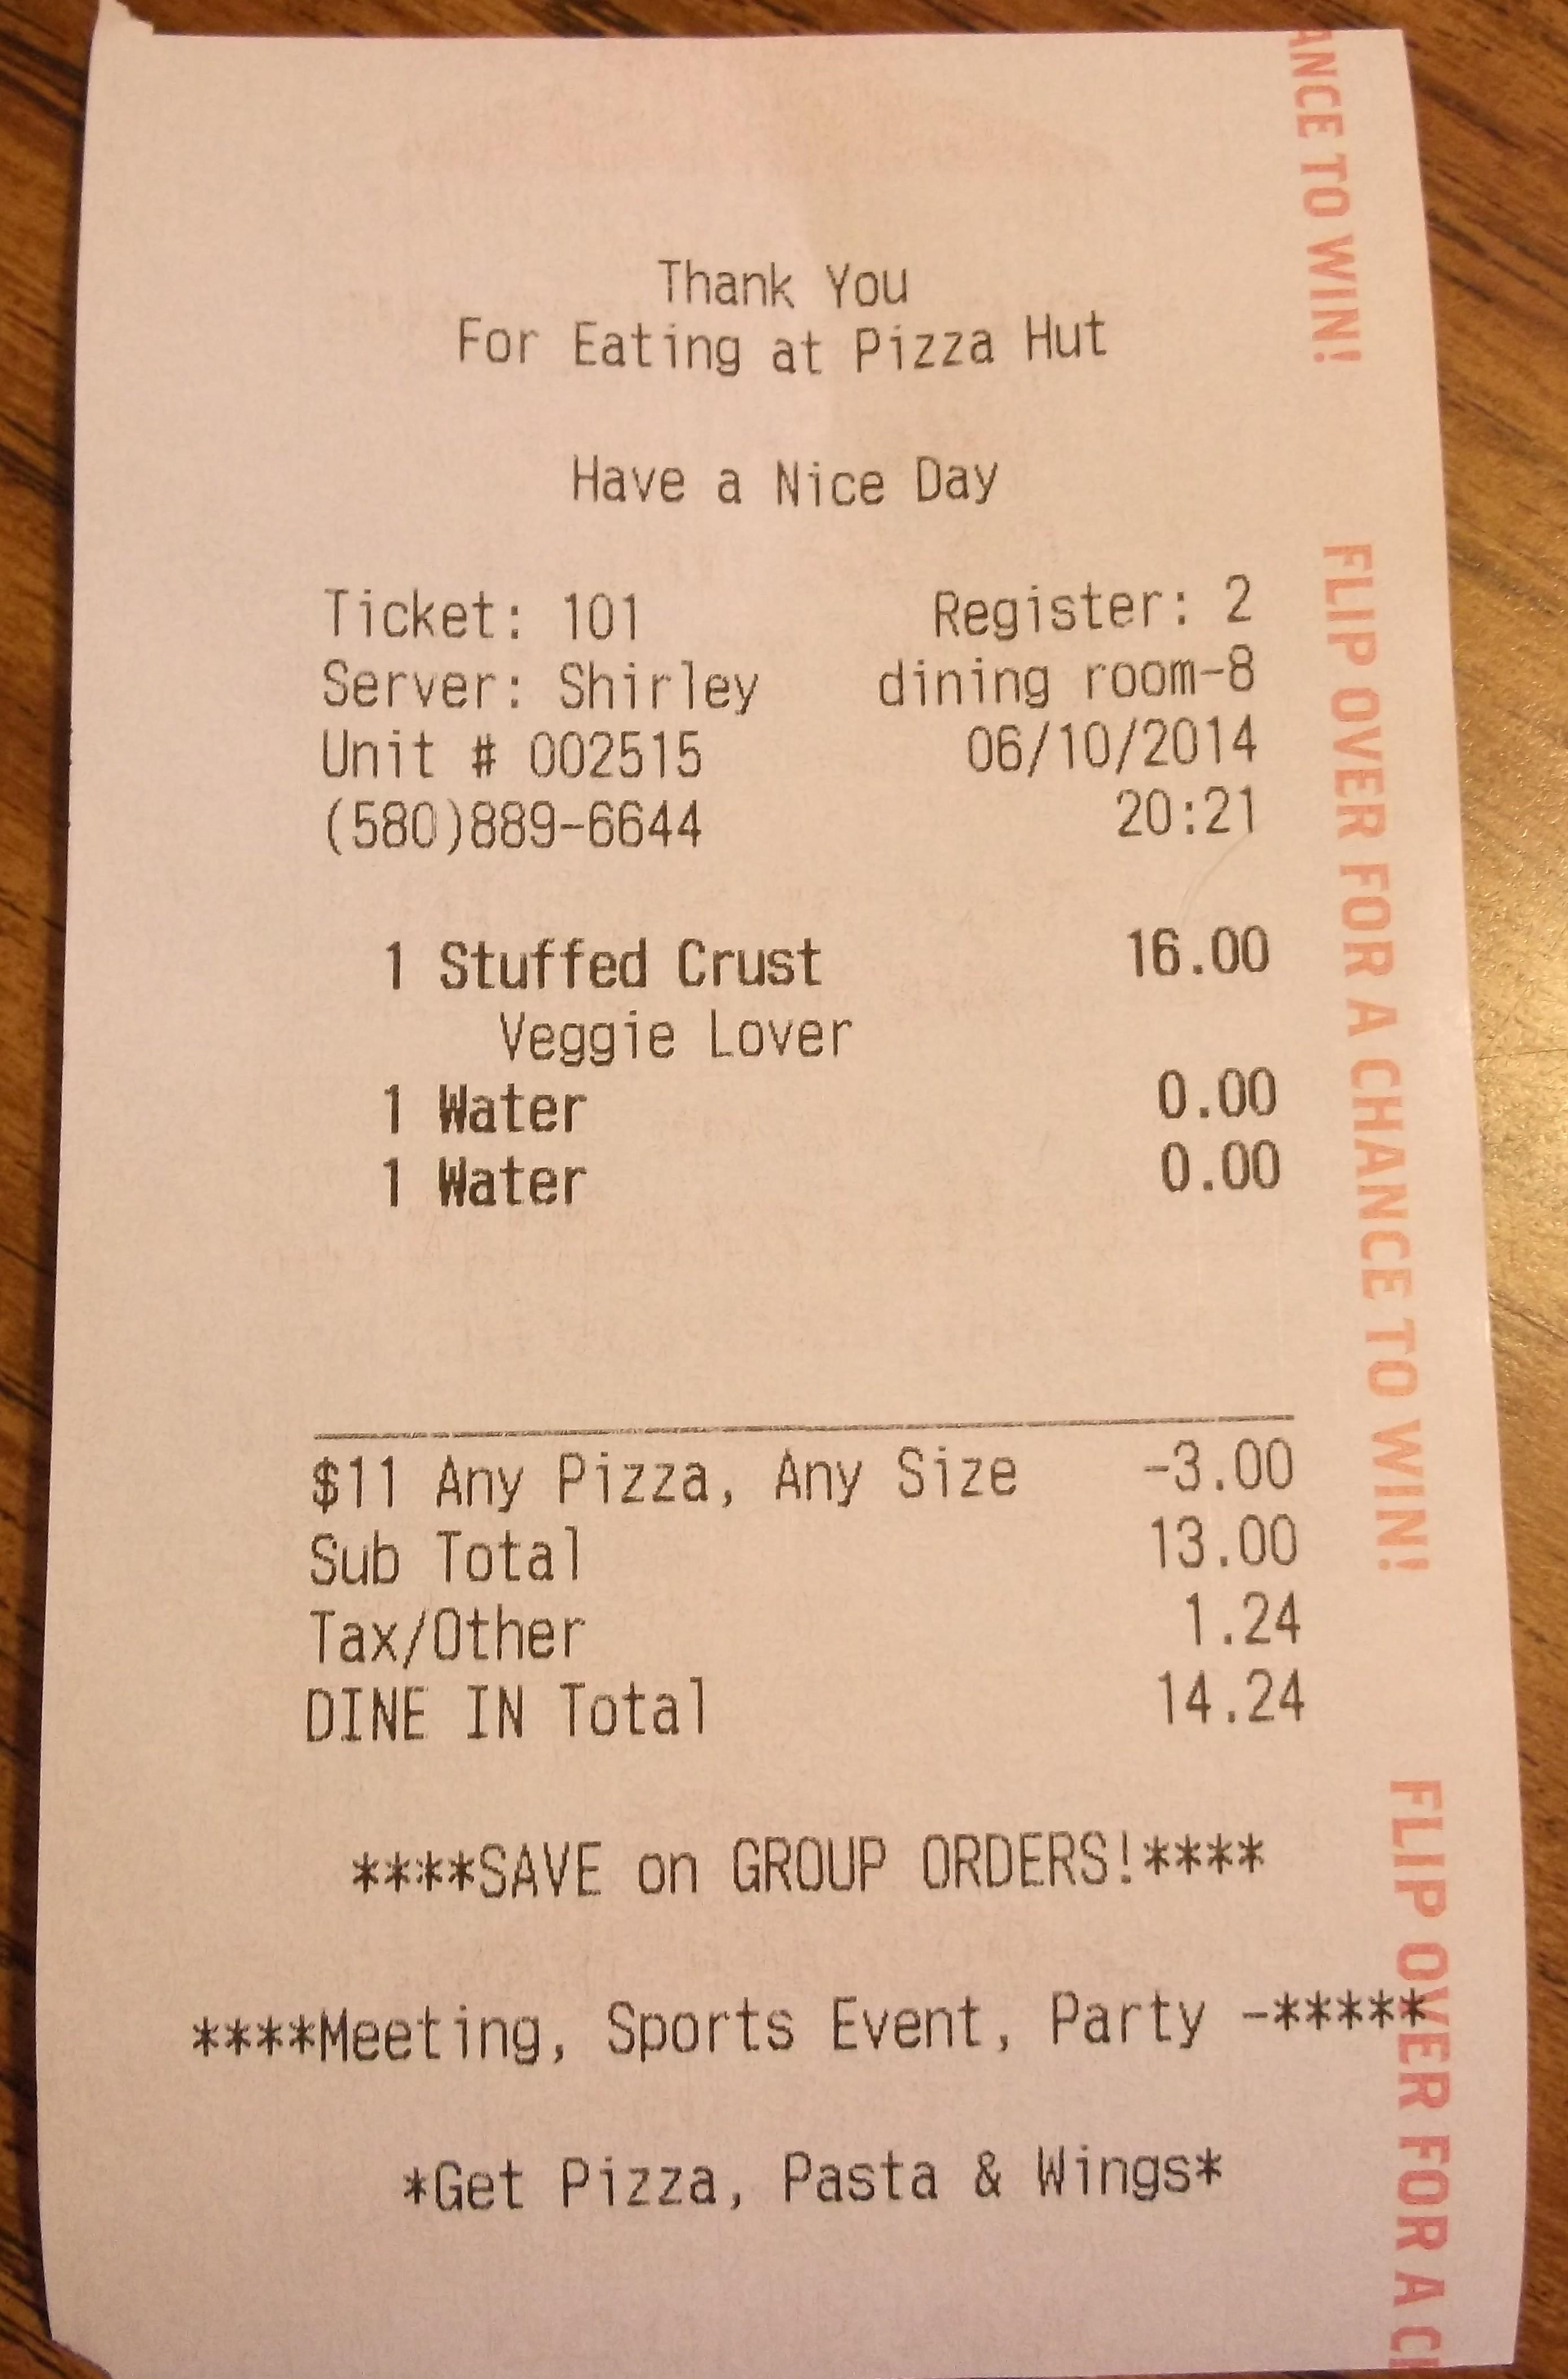 Thank You
For Eating at Pizza Hut
Have a Nice Day
Ticket: 101 Register: 2
Server: Shirley dining room-8
Unit # 002515 06/10/2014
(580)889-6644 20:21
1 Stuffed Crust 16.00
Veggie Lover
1 Water 0.00
1 Water 0.00
$11 Any Pizza, Any Size -3.00
Sub Total 13.00
Tax/Other 1.24
DINE IN Total 14.24
****SAVE on GROUP ORDERS!****
****Meeting, Sports Event, Party -*****
*Get Pizza, Pasta & Wings*
ANCE TO WIN!
FLIP OVER FOR A CHANCE TO WIN!
FLIP OVER FOR A C